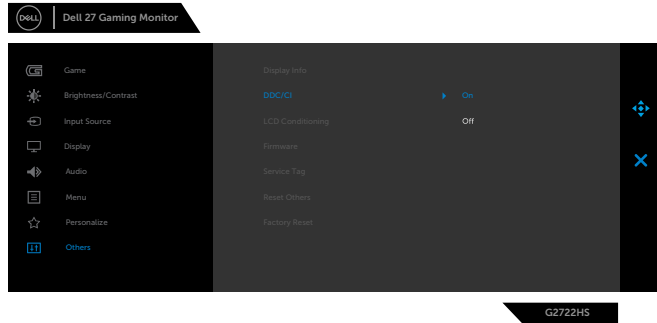 DELL
Dell 27 Gaming Monitor
Game
Brightness/Contrast
Input Source
Display
Audio
Menu
Personalize
Others
Display Info
DDC/CI
LCD Conditioning
Firmware
Service Tag
Reset Others
Factory Reset
On
Off
G2722HS